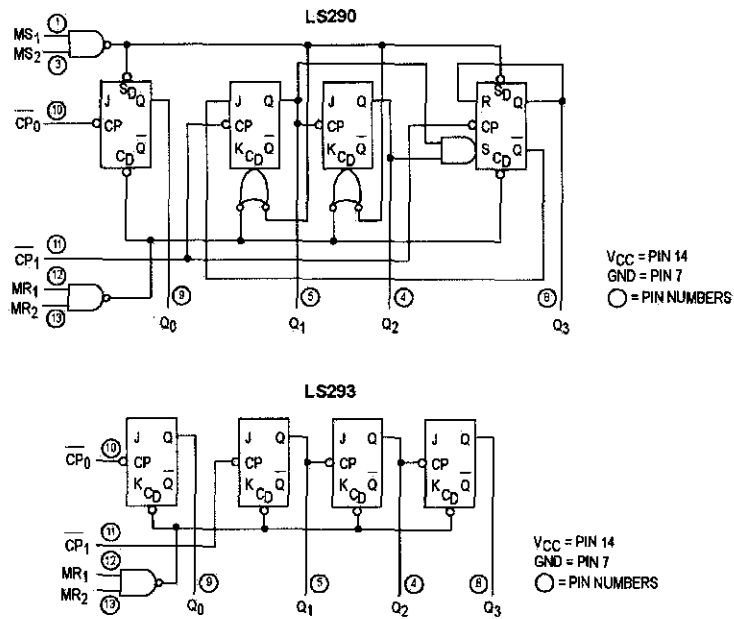 LS290
MS1 ①
MS2 ③
CP0 ⑩
J SD Q
CP Q
CD
J Q
CP
K CD Q
J Q
CP
K CD Q
R SD Q
CP Q
S CD
CP1 ⑪
MR1 ⑫
MR2 ⑬
⑨ ⑤ ④ ⑧
Q0 Q1 Q2 Q3
VCC = PIN 14
GND = PIN 7
◯ = PIN NUMBERS
LS293
CP0 ⑩
J Q
CP
K CD Q
J Q
CP
K CD Q
J Q
CP
K CD Q
J Q
CP
K CD Q
CP1 ⑪
MR1 ⑫
MR2 ⑬
⑨ ⑤ ④ ⑧
Q0 Q1 Q2 Q3
VCC = PIN 14
GND = PIN 7
◯ = PIN NUMBERS